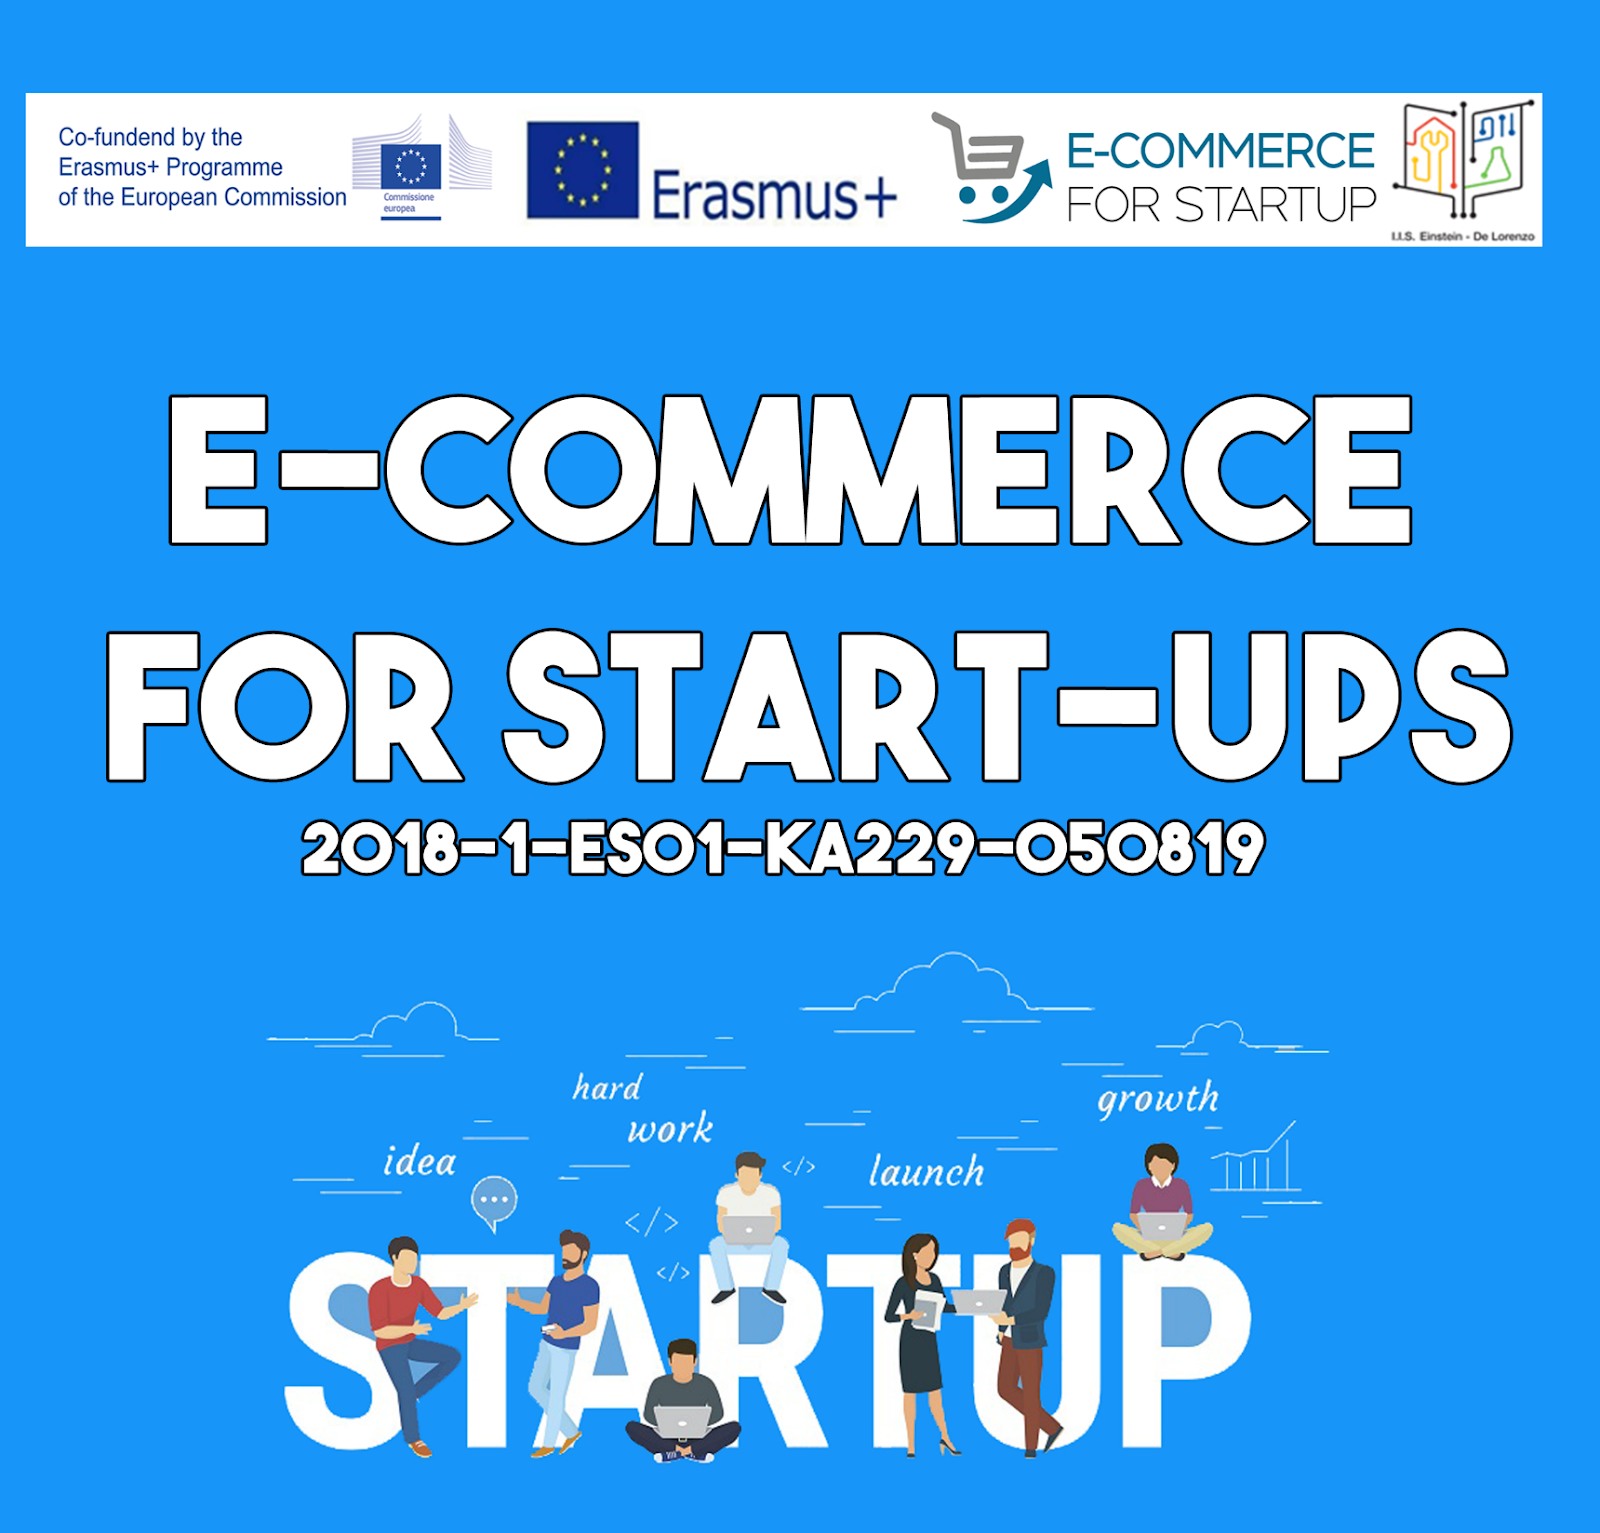 Co-fundend by the
Erasmus+ Programme
of the European Commission
Commissione
europea
Erasmus+
E-COMMERCE
FOR STARTUP
I.I.S. Einstein - De Lorenzo
E-COMMERCE
FOR START-UPS
2018-1-ES01-KA229-050819
hard
work
growth
idea
launch
</>
</>
</>
STARTUP